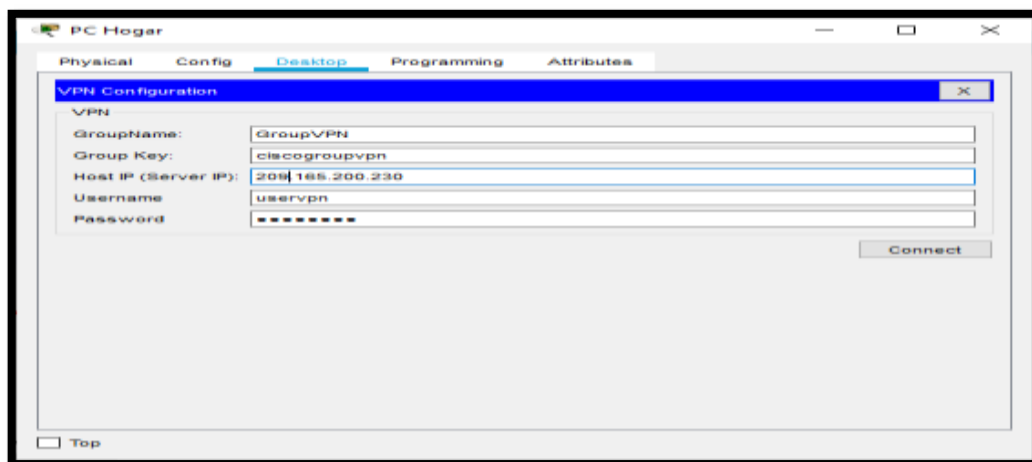 PC Hogar
Physical Config Desktop Programming Attributes
VPN Configuration X
VPN
GroupName: GroupVPN
Group Key: ciscogroupvpn
Host IP (Server IP): 209.165.200.230
Username uservpn
Password ••••••••
Connect
Top